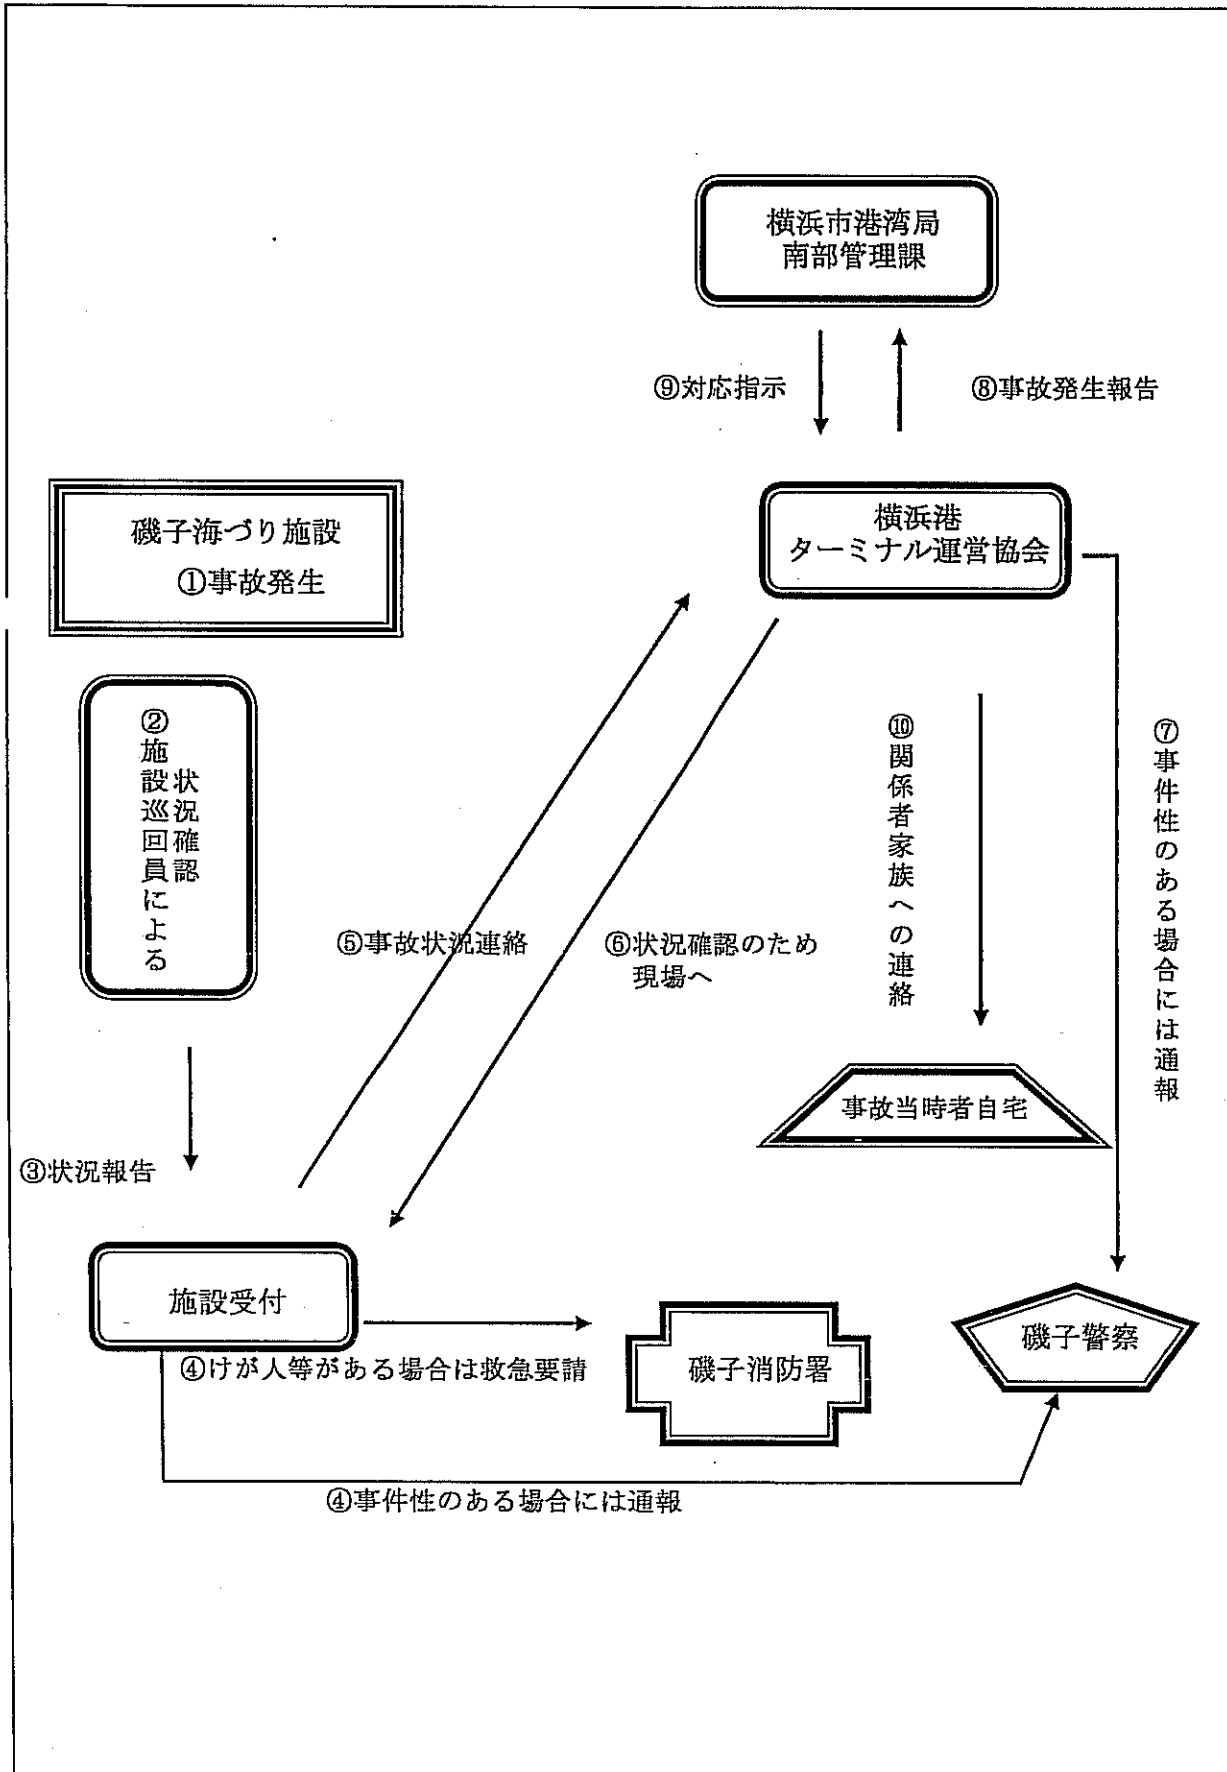 横浜市港湾局
南部管理課
⑨対応指示
⑧事故発生報告
磯子海づり施設
①事故発生
横浜港
ターミナル運営協会
②施設巡回員による
状況確認
⑩関係者家族への連絡
⑦事件性のある場合には通報
⑤事故状況連絡
⑥状況確認のため
現場へ
事故当時者自宅
③状況報告
施設受付
④けが人等がある場合は救急要請
磯子消防署
磯子警察
④事件性のある場合には通報